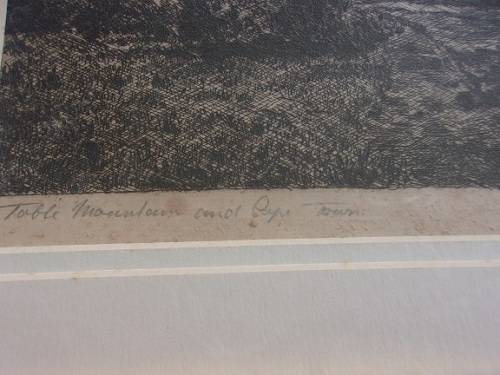 Table Mountain and Cape Town